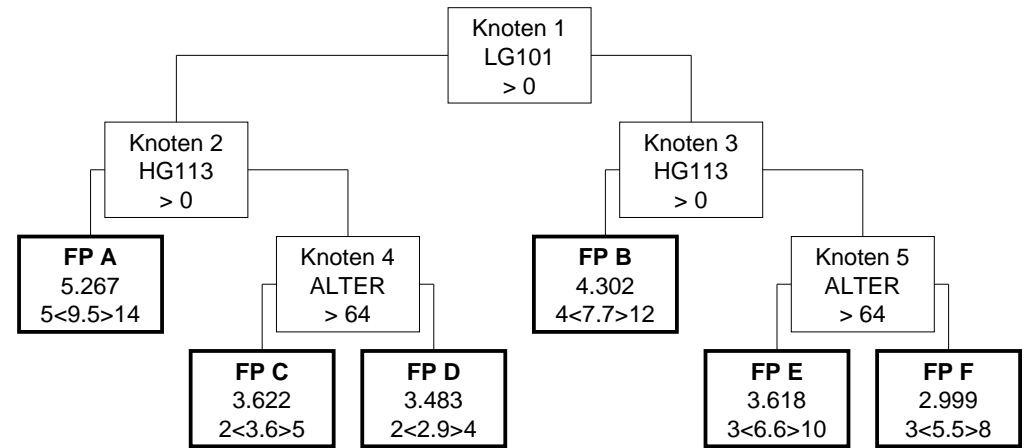 Knoten 1
LG101
> 0
Knoten 2
HG113
> 0
Knoten 3
HG113
> 0
FP A
5.267
5<9.5>14
Knoten 4
ALTER
> 64
FP B
4.302
4<7.7>12
Knoten 5
ALTER
> 64
FP C
3.622
2<3.6>5
FP D
3.483
2<2.9>4
FP E
3.618
3<6.6>10
FP F
2.999
3<5.5>8